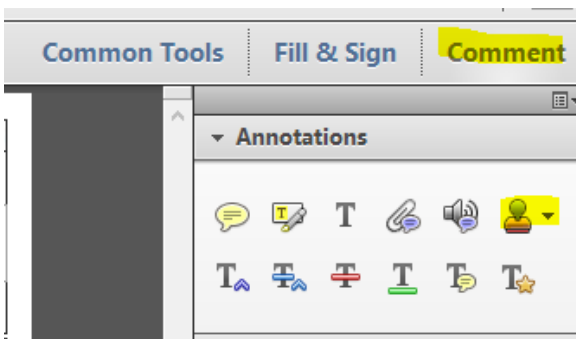 Common Tools Fill & Sign Comment
Annotations
T T
T T T T T T